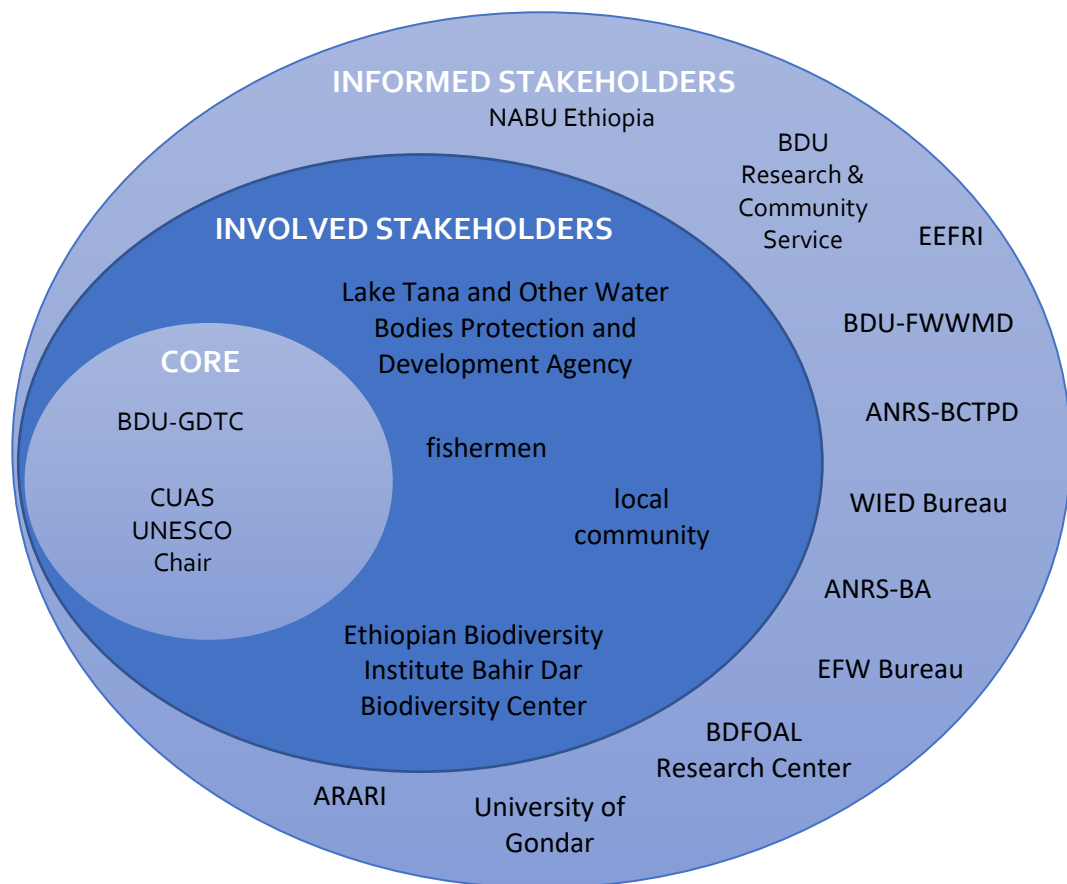 INFORMED STAKEHOLDERS
NABU Ethiopia
BDU
Research &
Community
Service
EEFRI
BDU-FWWMD
ANRS-BCTPD
WIED Bureau
ANRS-BA
EFW Bureau
BDFOAL
Research Center
University of
Gondar
ARARI
INVOLVED STAKEHOLDERS
Lake Tana and Other Water
Bodies Protection and
Development Agency
fishermen
local
community
Ethiopian Biodiversity
Institute Bahir Dar
Biodiversity Center
CORE
BDU-GDTC
CUAS
UNESCO
Chair